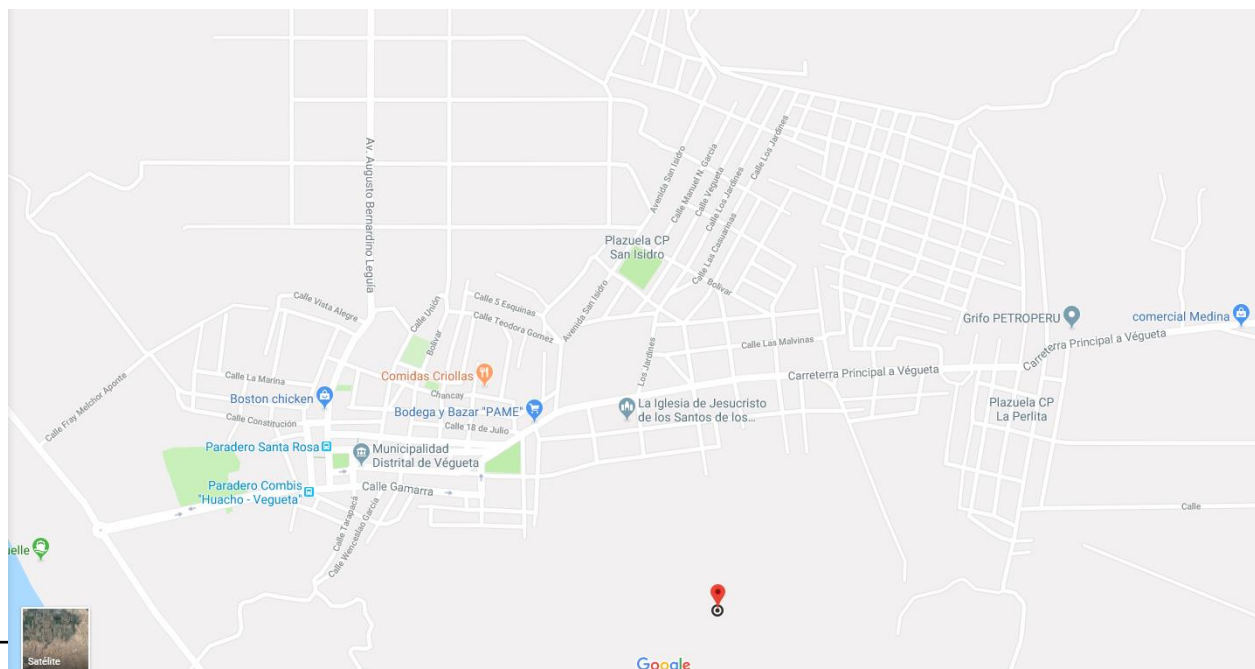 Av. Augusto Bernardino Leguía
Avenida San Isidro
Calle Manuel N. García
Calle Vegueta
Calle Los Jardines
Calle Los Jardines
Plazuela CP
San Isidro
Calle Las Casuarinas
Calle Los Jardines
Bolivar
Calle Vista Alegre
Calle Unión
Calle 5 Esquinas
Calle Teodora Gomez
Avenida San Isidro
Bolivar
Grifo PETROPERU
comercial Medina
Carreterra Principal a Végueta
Calle Las Malvinas
Los Jardines
Carreterra Principal a Végueta
Calle La Marina
Comidas Criollas
Chancay
Boston chicken
Bodega y Bazar "PAME"
La Iglesia de Jesucristo
de los Santos de los...
Plazuela CP
La Perlita
Calle Fray Melchor Aponte
Calle Constitución
Calle 18 de Julio
Paradero Santa Rosa
Municipalidad
Distrital de Végueta
Paradero Combis
"Huacho - Vegueta"
Calle Gamarra
Calle Tarapacá
Calle Wenceslao García
Calle
uelle
Satélite
Google